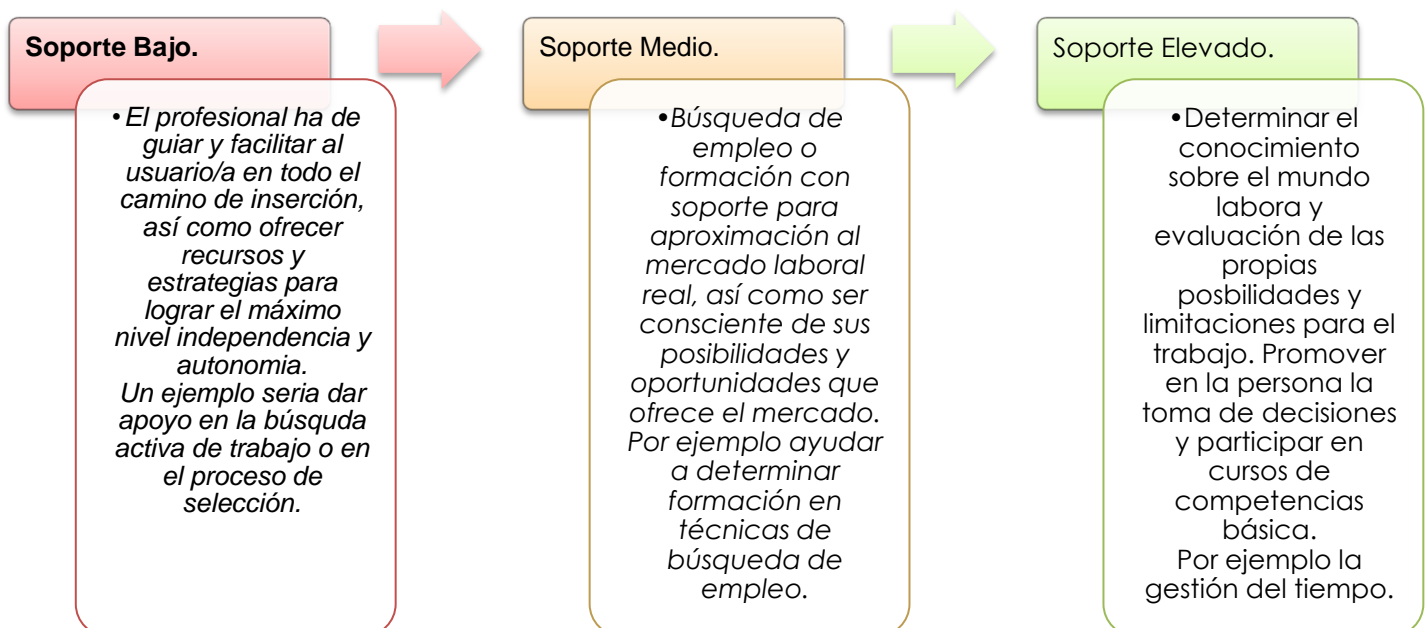 Soporte Bajo.
• El profesional ha de
guiar y facilitar al
usuario/a en todo el
camino de inserción,
así como ofrecer
recursos y
estrategias para
lograr el máximo
nivel independencia y
autonomia.
Un ejemplo seria dar
apoyo en la búsquda
activa de trabajo o en
el proceso de
selección.
Soporte Medio.
•Búsqueda de
empleo o
formación con
soporte para
aproximación al
mercado laboral
real, así como ser
consciente de sus
posibilidades y
oportunidades que
ofrece el mercado.
Por ejemplo ayudar
a determinar
formación en
técnicas de
búsqueda de
empleo.
Soporte Elevado.
•Determinar el
conocimiento
sobre el mundo
labora y
evaluación de las
propias
posbilidades y
limitaciones para el
trabajo. Promover
en la persona la
toma de decisiones
y participar en
cursos de
competencias
básica.
Por ejemplo la
gestión del tiempo.